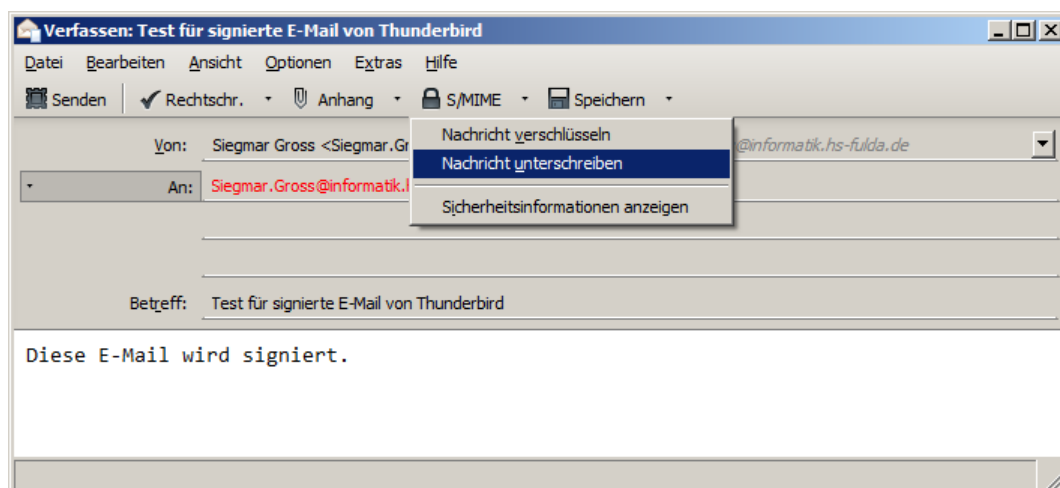 Verfassen: Test für signierte E-Mail von Thunderbird
Datei Bearbeiten Ansicht Optionen Extras Hilfe
Senden Rechtschr. Anhang S/MIME Speichern
Nachricht verschlüsseln
Von: Siegmar Gross <Siegmar.Gr @informatik.hs-fulda.de
Nachricht unterschreiben
An: Siegmar.Gross@informatik.
Sicherheitsinformationen anzeigen
Betreff: Test für signierte E-Mail von Thunderbird
Diese E-Mail wird signiert.